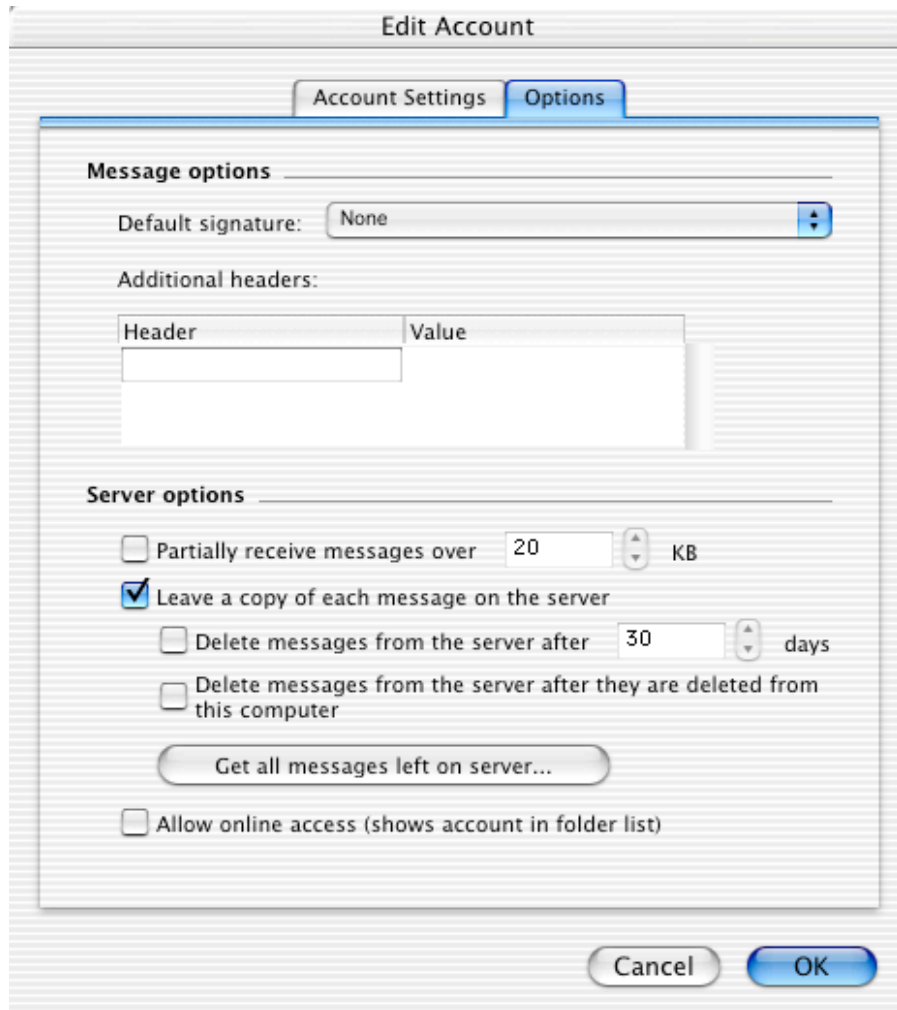 Edit Account
Account Settings Options
Message options
Default signature: None
Additional headers:
Header Value
Server options
Partially receive messages over 20 KB
Leave a copy of each message on the server
Delete messages from the server after 30 days
Delete messages from the server after they are deleted from
this computer
Get all messages left on server...
Allow online access (shows account in folder list)
Cancel OK